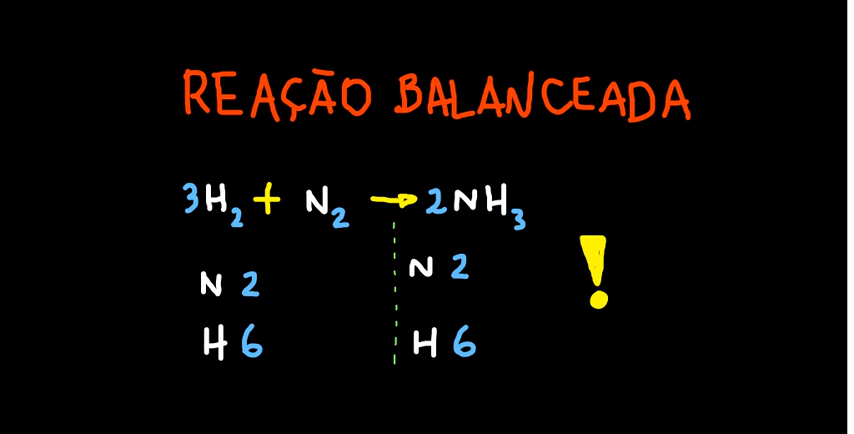 REAÇÃO BALANCEADA
3H₂ + N₂ → 2NH₃
N 2 N 2
H 6 H 6
!